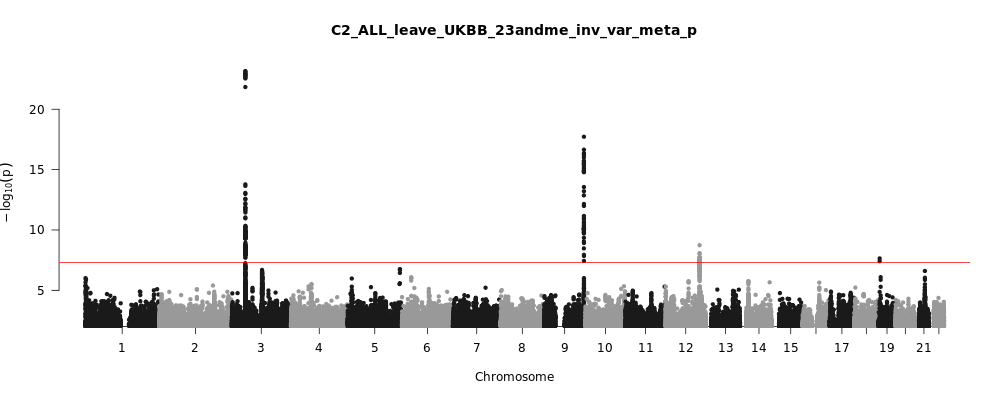 C2_ALL_leave_UKBB_23andme_inv_var_meta_p
−log10(p)
20
15
10
5
1 2 3 4 5 6 7 8 9 10 11 12 13 14 15 17 19 21
Chromosome